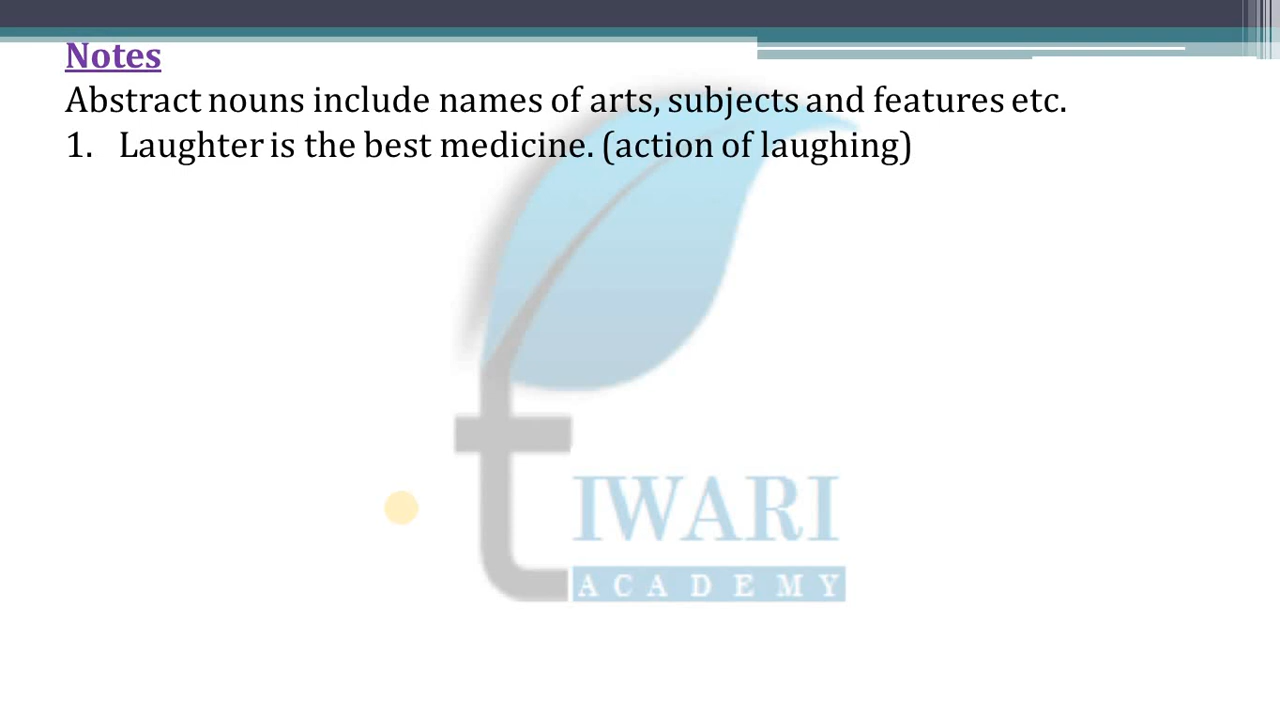 Notes
Abstract nouns include names of arts, subjects and features etc.
1. Laughter is the best medicine. (action of laughing)
tIWARI
ACADEMY